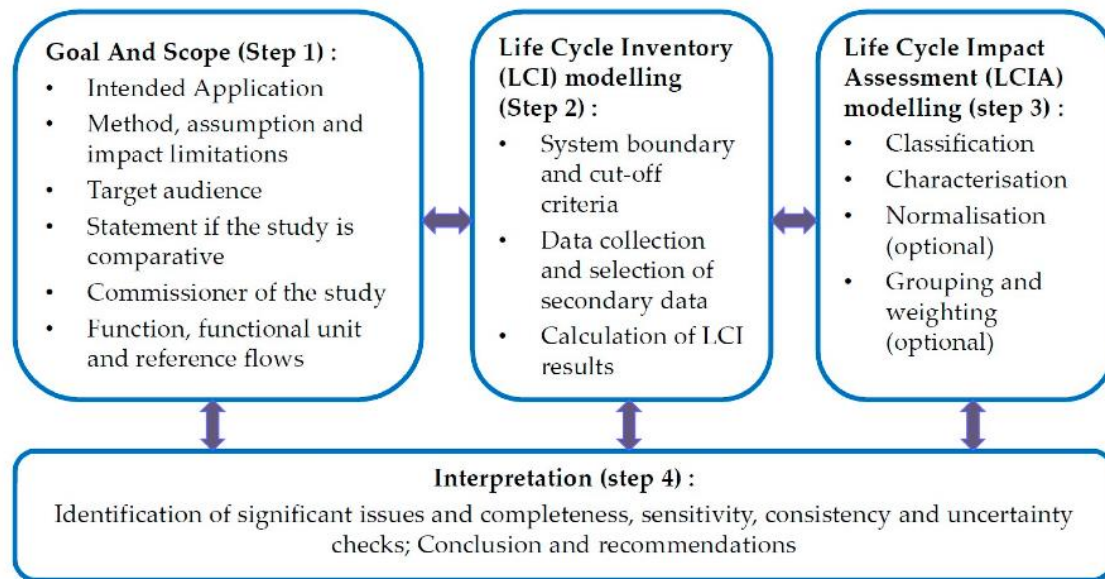 Goal And Scope (Step 1) :
• Intended Application
• Method, assumption and
impact limitations
• Target audience
• Statement if the study is
comparative
• Commissioner of the study
• Function, functional unit
and reference flows
Life Cycle Inventory
(LCI) modelling
(Step 2) :
• System boundary
and cut-off
criteria
• Data collection
and selection of
secondary data
• Calculation of LCI
results
Life Cycle Impact
Assessment (LCIA)
modelling (step 3) :
• Classification
• Characterisation
• Normalisation
(optional)
• Grouping and
weighting
(optional)
Interpretation (step 4) :
Identification of significant issues and completeness, sensitivity, consistency and uncertainty
checks; Conclusion and recommendations